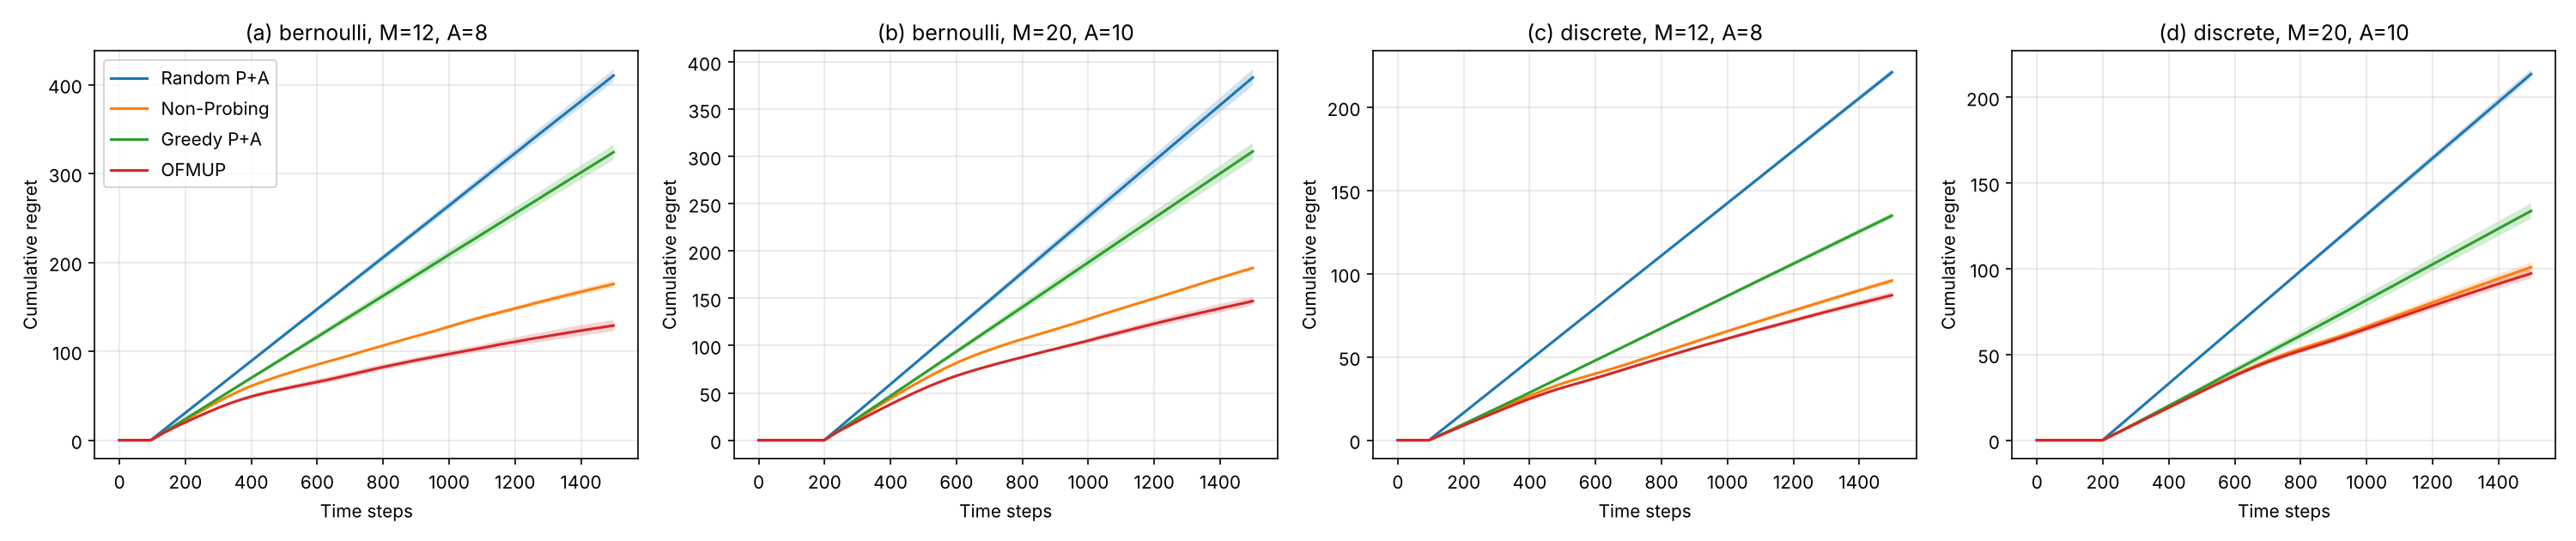 (a) bernoulli, M=12, A=8
Cumulative regret
400
300
200
100
0
Random P+A
Non-Probing
Greedy P+A
OFMUP
0 200 400 600 800 1000 1200 1400
Time steps
(b) bernoulli, M=20, A=10
Cumulative regret
400
350
300
250
200
150
100
50
0
0 200 400 600 800 1000 1200 1400
Time steps
(c) discrete, M=12, A=8
Cumulative regret
200
150
100
50
0
0 200 400 600 800 1000 1200 1400
Time steps
(d) discrete, M=20, A=10
Cumulative regret
200
150
100
50
0
0 200 400 600 800 1000 1200 1400
Time steps